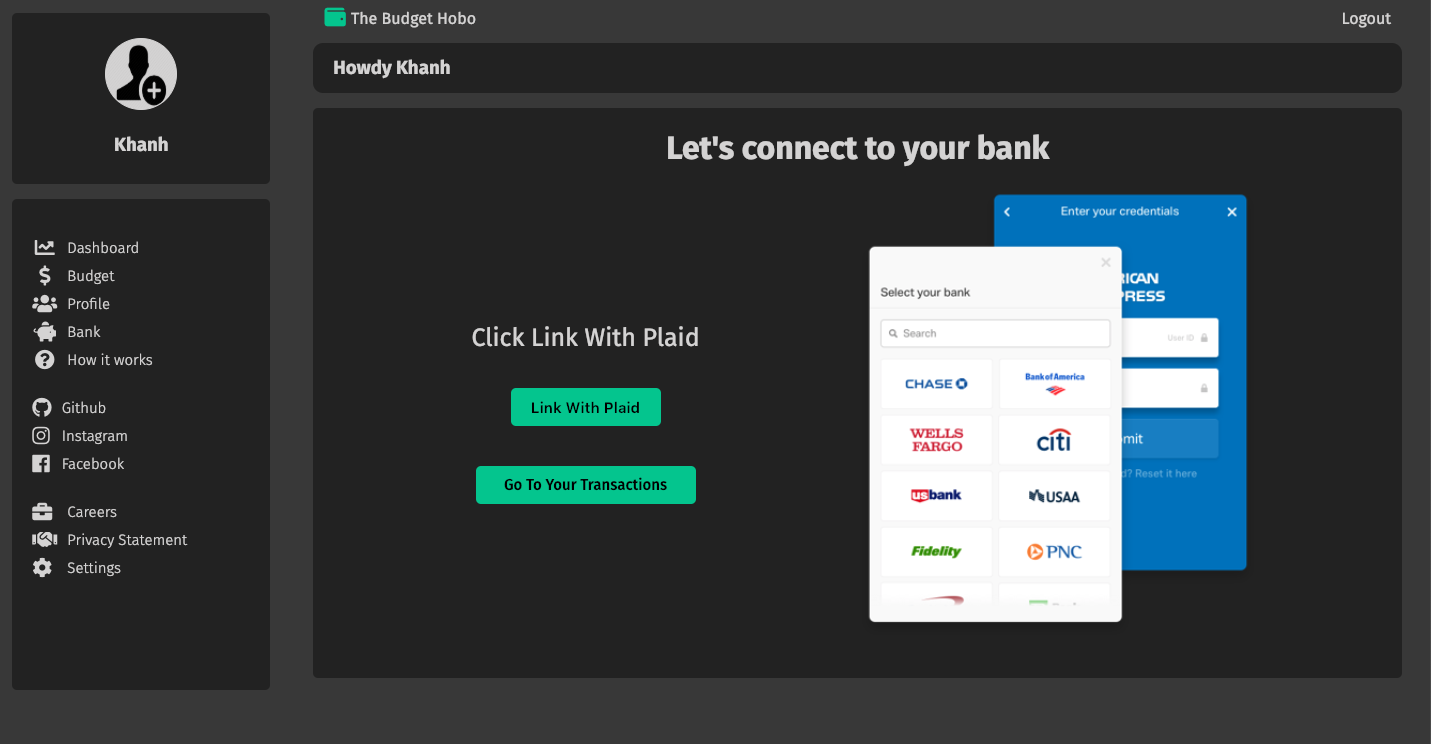 The Budget Hobo
Logout
Khanh
Howdy Khanh
Dashboard
Budget
Profile
Bank
How it works
Github
Instagram
Facebook
Careers
Privacy Statement
Settings
Let's connect to your bank
Click Link With Plaid
Link With Plaid
Go To Your Transactions
Enter your credentials
RICAN
PRESS
User ID
mit
d? Reset it here
Select your bank
Search
CHASE
Bank of America
WELLS
FARGO
citi
usbank
USAA
Fidelity
PNC